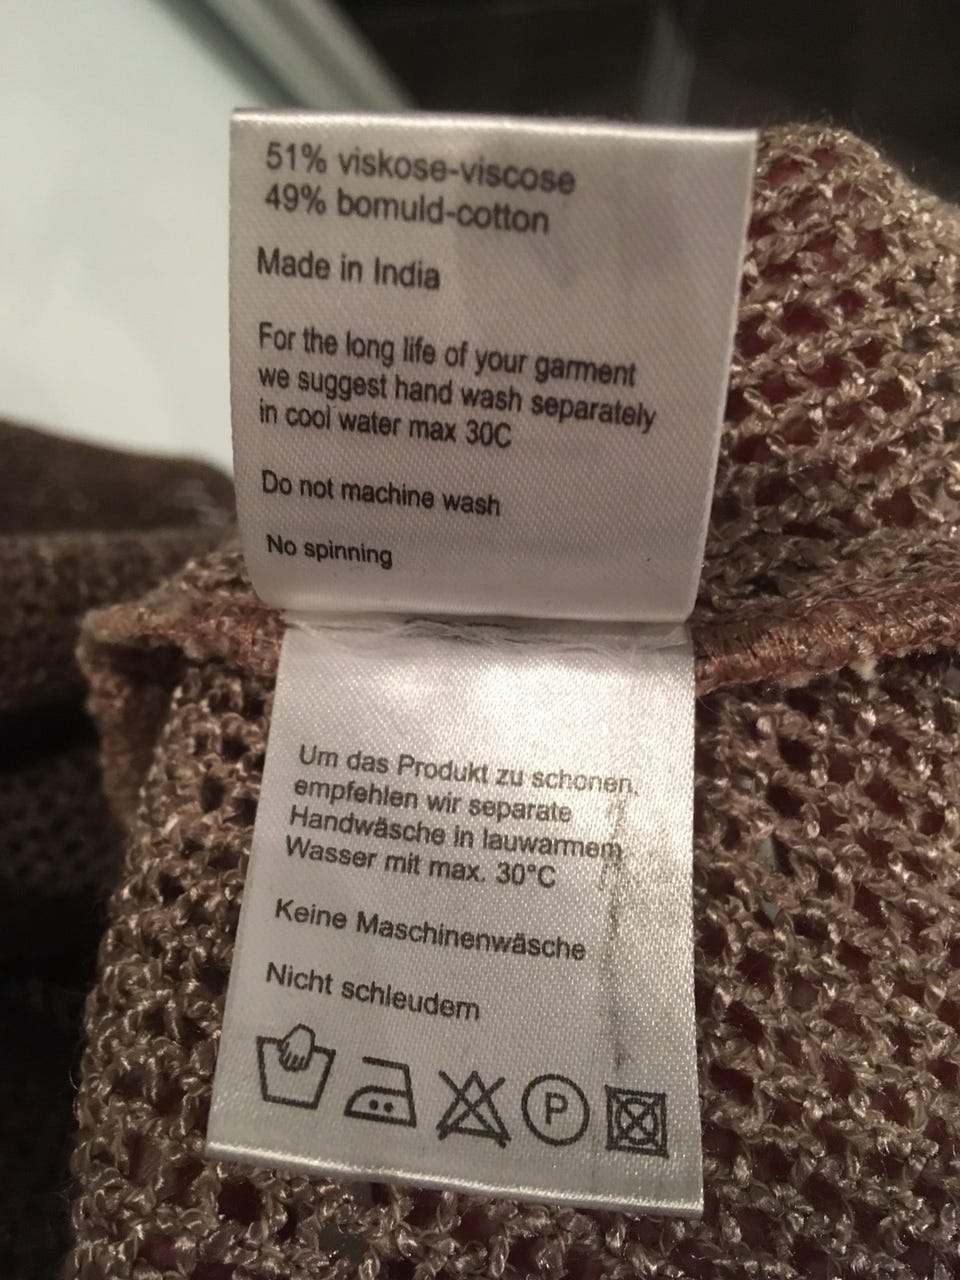 51% viskose-viscose
49% bomuld-cotton
Made in India
For the long life of your garment
we suggest hand wash separately
in cool water max 30C
Do not machine wash
No spinning
Um das Produkt zu schonen,
empfehlen wir separate
Handwäsche in lauwarmem
Wasser mit max. 30°C
Keine Maschinenwäsche
Nicht schleudern
P